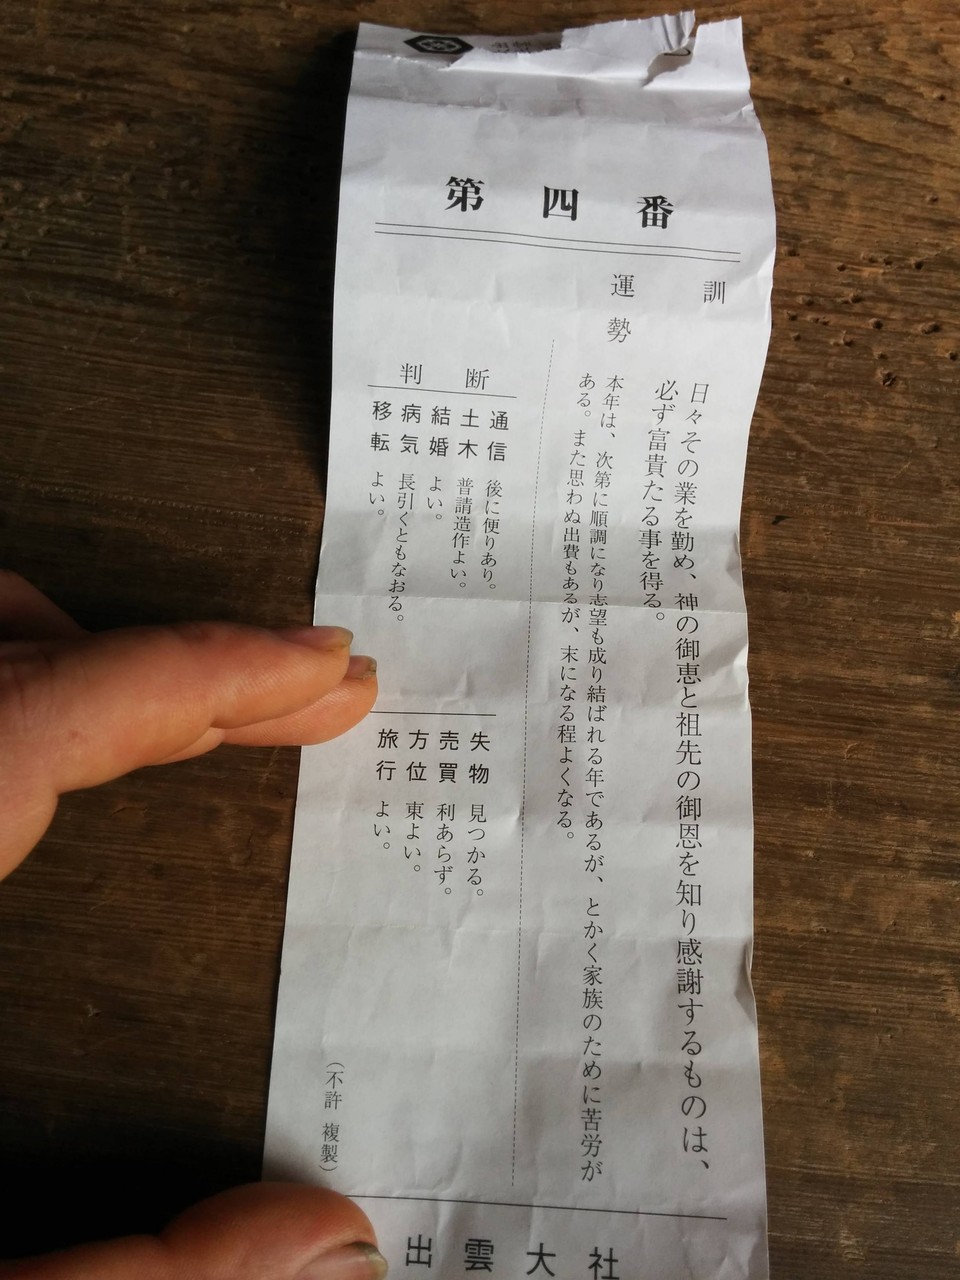 第四番
訓
日々その業を勤め、神の御恵と祖先の御恩を知り感謝するものは、
必ず富貴たる事を得る。
運勢
本年は、次第に順調になり志望も成り結ばれる年であるが、とかく家族のために苦労が
ある。また思わぬ出費もあるが、末になる程よくなる。
判断
通信 後に便りあり。
土木 普請造作よい。
結婚 よい。
病気 長引くともなおる。
移転 よい。
失物 見つかる。
売買 利あらず。
方位 東よい。
旅行 よい。
（不許 複製）
出雲大社